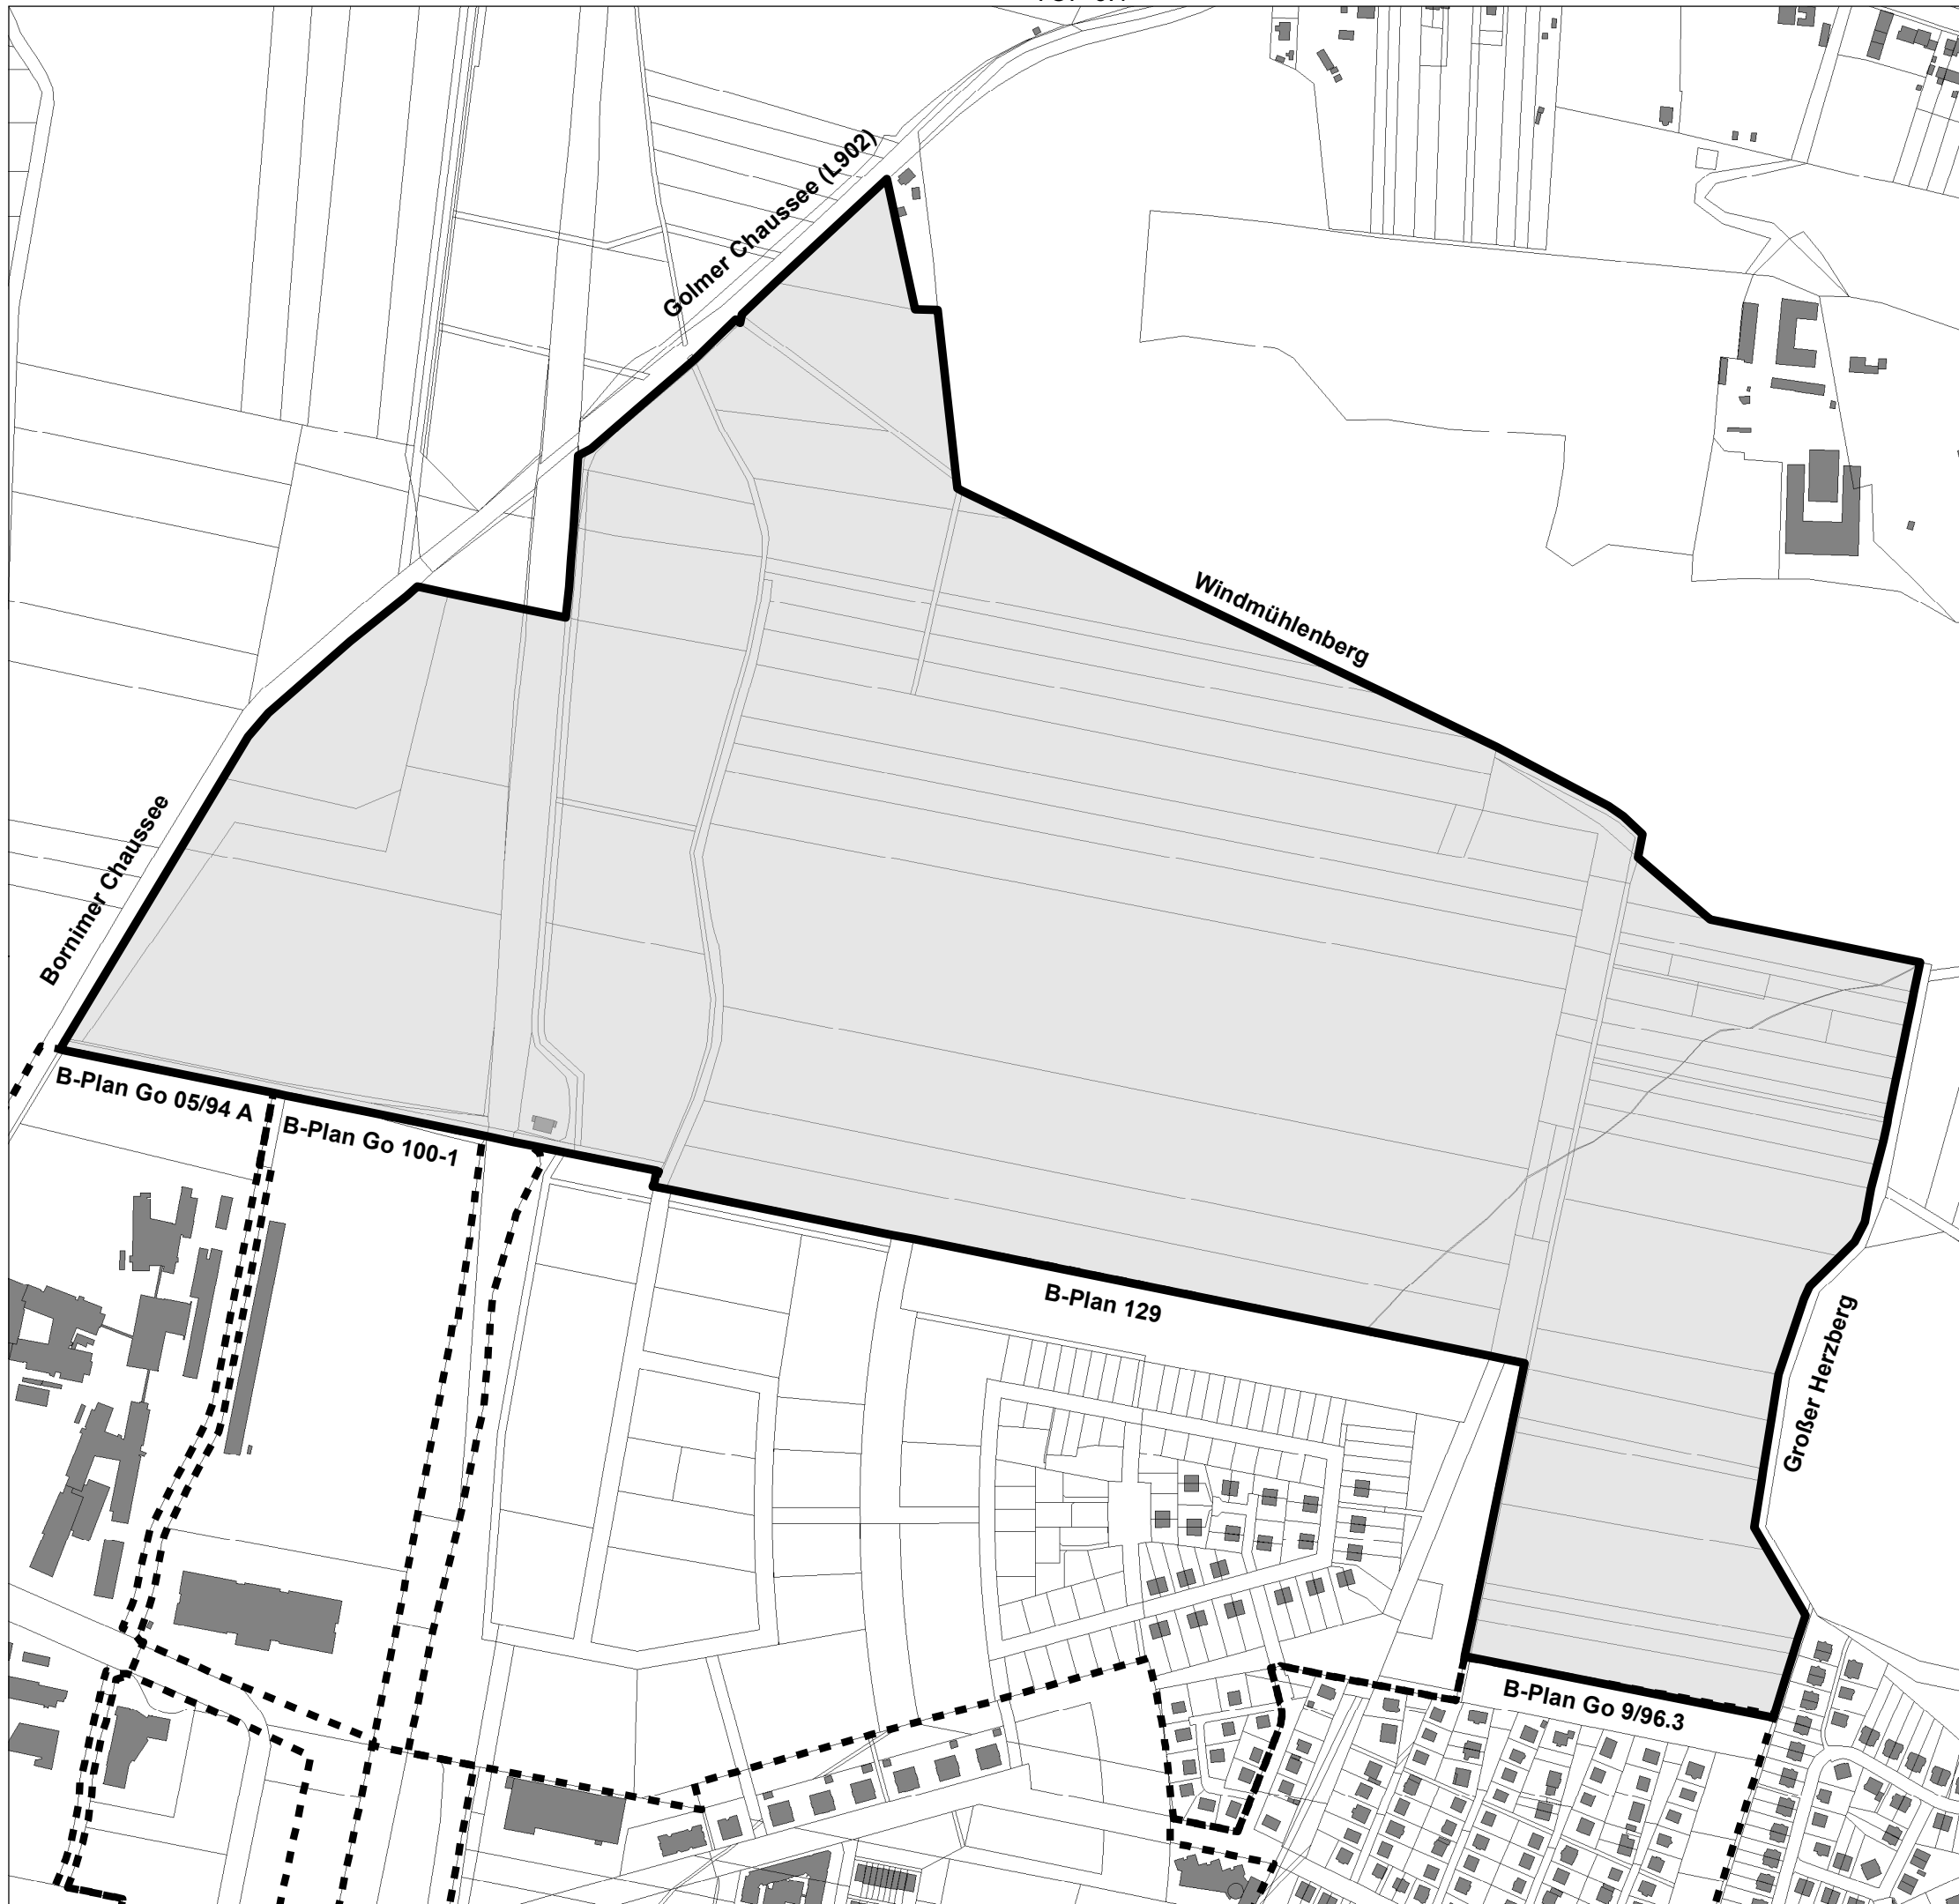 Golmer Chaussee (L902)
Windmühlenberg
Bornimer Chaussee
B-Plan Go 05/94 A
B-Plan Go 100-1
B-Plan 129
Großer Herzberg
B-Plan Go 9/96.3